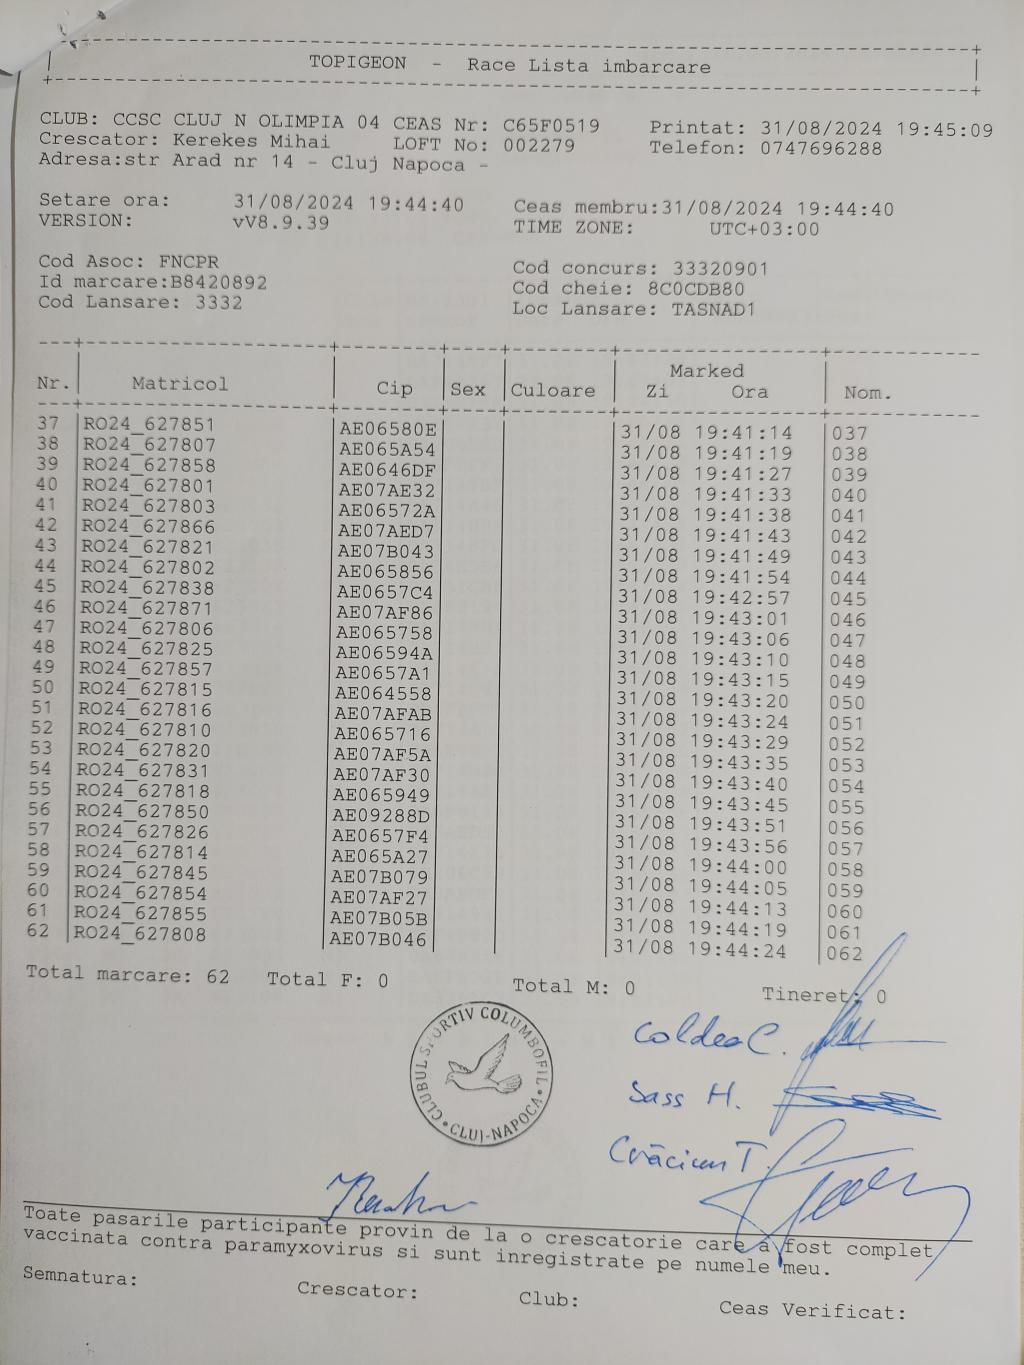 TOPIGEON - Race Lista imbarcare
CLUB: CCSC CLUJ N OLIMPIA 04 CEAS Nr: C65F0519 Printat: 31/08/2024 19:45:09
Crescator: Kerekes Mihai LOFT No: 002279 Telefon: 0747696288
Adresa:str Arad nr 14 - Cluj Napoca -
Setare ora: 31/08/2024 19:44:40 Ceas membru:31/08/2024 19:44:40
VERSION: vV8.9.39 TIME ZONE: UTC+03:00
Cod Asoc: FNCPR Cod concurs: 33320901
Id marcare:B8420892 Cod cheie: 8C0CDB80
Cod Lansare: 3332 Loc Lansare: TASNAD1
Marked
Nr. Matricol Cip Sex Culoare Zi Ora Nom.
37 RO24_627851 AE06580E 31/08 19:41:14 037
38 RO24_627807 AE065A54 31/08 19:41:19 038
39 RO24_627858 AE0646DF 31/08 19:41:27 039
40 RO24_627801 AE07AE32 31/08 19:41:33 040
41 RO24_627803 AE06572A 31/08 19:41:38 041
42 RO24_627866 AE07AED7 31/08 19:41:43 042
43 RO24_627821 AE07B043 31/08 19:41:49 043
44 RO24_627802 AE065856 31/08 19:41:54 044
45 RO24_627838 AE0657C4 31/08 19:42:57 045
46 RO24_627871 AE07AF86 31/08 19:43:01 046
47 RO24_627806 AE065758 31/08 19:43:06 047
48 RO24_627825 AE06594A 31/08 19:43:10 048
49 RO24_627857 AE0657A1 31/08 19:43:15 049
50 RO24_627815 AE064558 31/08 19:43:20 050
51 RO24_627816 AE07AFAB 31/08 19:43:24 051
52 RO24_627810 AE065716 31/08 19:43:29 052
53 RO24_627820 AE07AF5A 31/08 19:43:35 053
54 RO24_627831 AE07AF30 31/08 19:43:40 054
55 RO24_627818 AE065949 31/08 19:43:45 055
56 RO24_627850 AE09288D 31/08 19:43:51 056
57 RO24_627826 AE0657F4 31/08 19:43:56 057
58 RO24_627814 AE065A27 31/08 19:44:00 058
59 RO24_627845 AE07B079 31/08 19:44:05 059
60 RO24_627854 AE07AF27 31/08 19:44:13 060
61 RO24_627855 AE07B05B 31/08 19:44:19 061
62 RO24_627808 AE07B046 31/08 19:44:24 062
Total marcare: 62 Total F: 0 Total M: 0 Tineret: 0
CLUBUL SPORTIV COLUMBOFIL • CLUJ-NAPOCA •
Coldea C.
Sass H.
Crăciun T.
Toate pasarile participante provin de la o crescatorie care a fost complet
vaccinata contra paramyxovirus si sunt inregistrate pe numele meu.
Semnatura: Crescator: Club: Ceas Verificat: